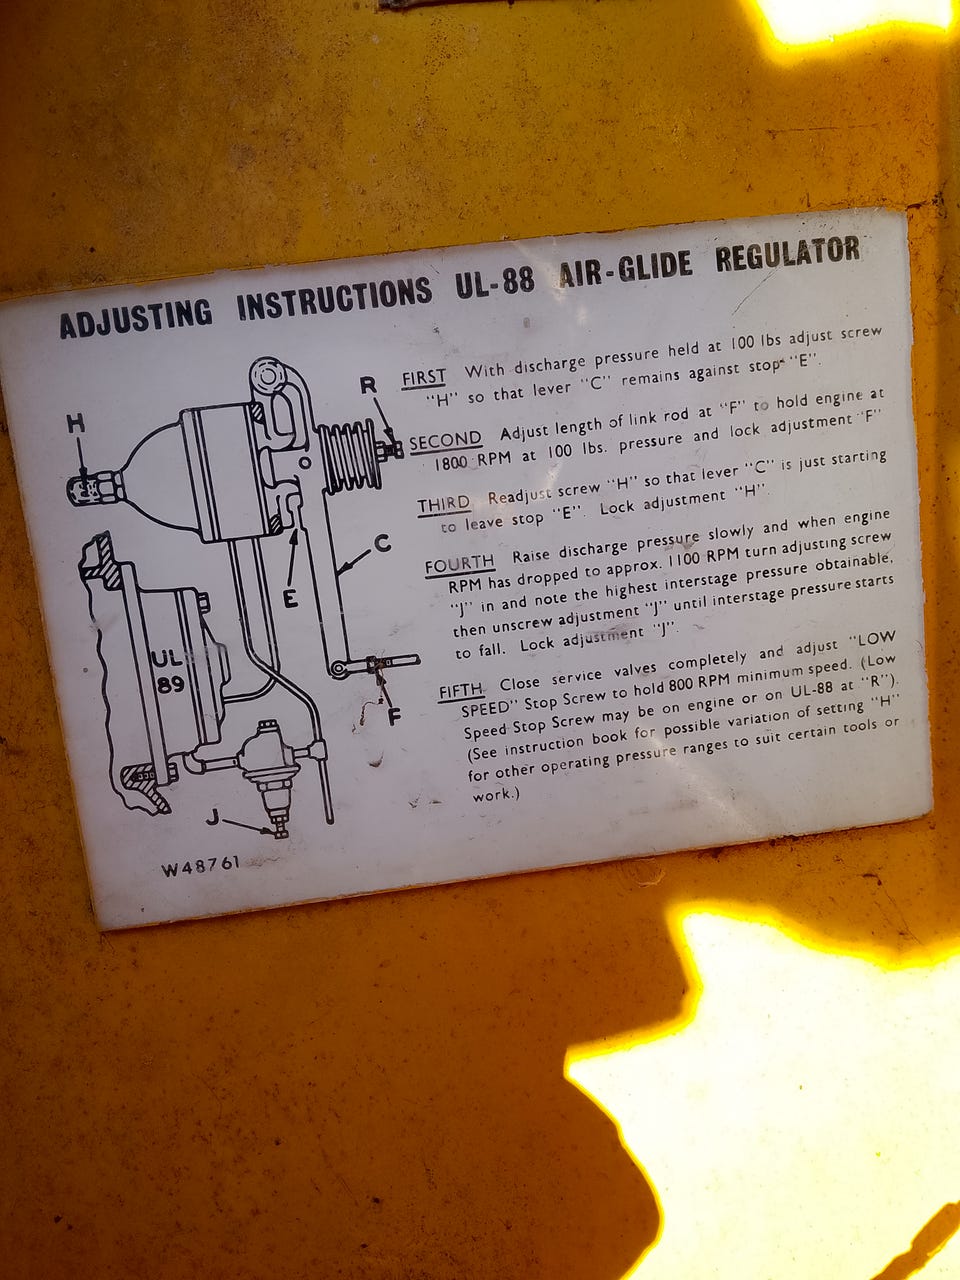 ADJUSTING INSTRUCTIONS UL-88 AIR-GLIDE REGULATOR
FIRST With discharge pressure held at 100 lbs adjust screw
"H" so that lever "C" remains against stop "E".
SECOND Adjust length of link rod at "F" to hold engine at
1800 RPM at 100 lbs. pressure and lock adjustment "F"
THIRD Readjust screw "H" so that lever "C" is just starting
to leave stop "E". Lock adjustment "H".
FOURTH Raise discharge pressure slowly and when engine
RPM has dropped to approx. 1100 RPM turn adjusting screw
"J" in and note the highest interstage pressure obtainable,
then unscrew adjustment "J" until interstage pressure starts
to fall. Lock adjustment "J".
FIFTH Close service valves completely and adjust "LOW
SPEED" Stop Screw to hold 800 RPM minimum speed. (Low
Speed Stop Screw may be on engine or on UL-88 at "R").
(See instruction book for possible variation of setting "H"
for other operating pressure ranges to suit certain tools or
work.)
R
H
C
E
UL
89
F
J
W48761